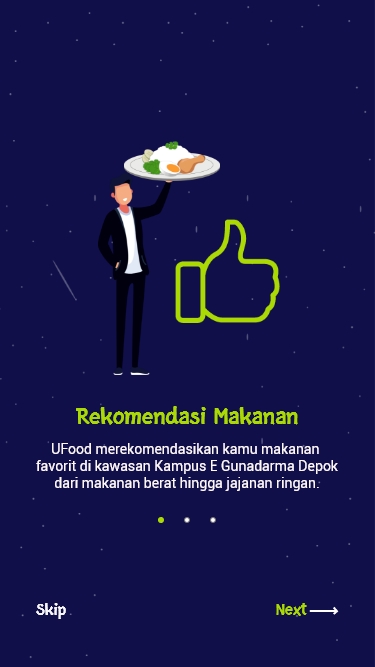 Rekomendasi Makanan
UFood merekomendasikan kamu makanan
favorit di kawasan Kampus E Gunadarma Depok
dari makanan berat hingga jajanan ringan.
Skip
Next